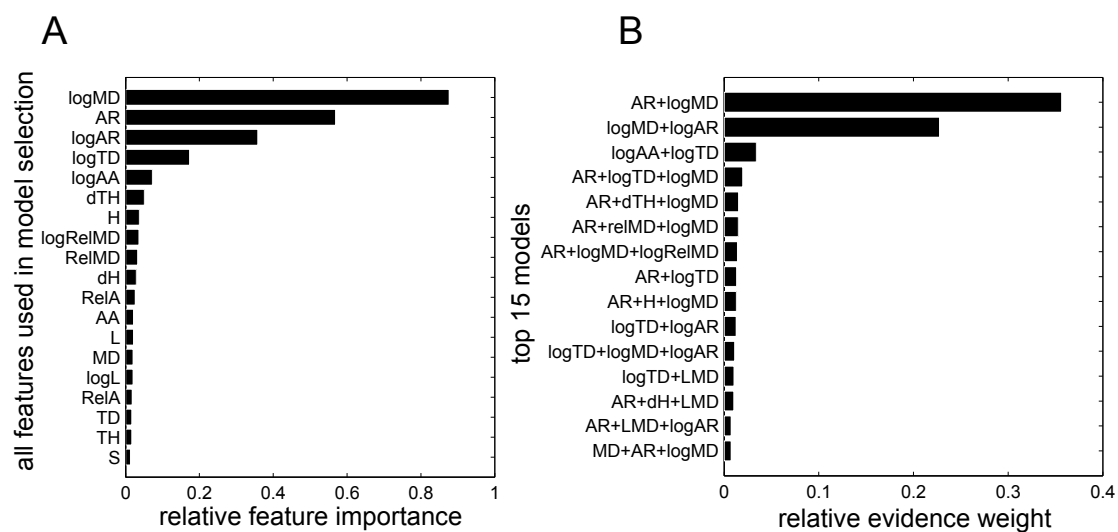 A
all features used in model selection
logMD
AR
logAR
logTD
logAA
dTH
H
logRelMD
RelMD
dH
RelA
AA
L
MD
logL
RelA
TD
TH
S
0 0.2 0.4 0.6 0.8 1
relative feature importance
B
top 15 models
AR+logMD
logMD+logAR
logAA+logTD
AR+logTD+logMD
AR+dTH+logMD
AR+relMD+logMD
AR+logMD+logRelMD
AR+logTD
AR+H+logMD
logTD+logAR
logTD+logMD+logAR
logTD+LMD
AR+dH+LMD
AR+LMD+logAR
MD+AR+logMD
0 0.1 0.2 0.3 0.4
relative evidence weight